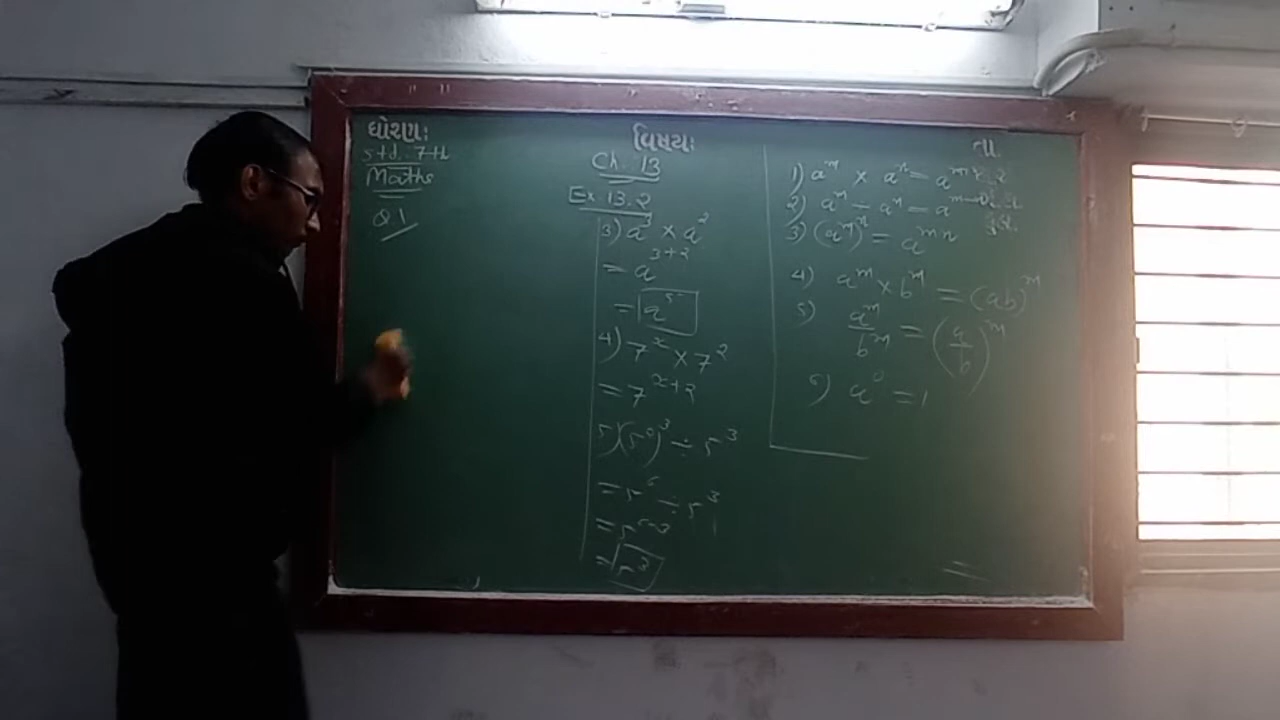 ધોરણ:
std. 7th
Maths
Q1
વિષય:
Ch. 13
Ex. 13.2
3) a³ × a²
= a³⁺²
= a⁵
4) 7ˣ × 7²
= 7ˣ⁺²
5) (5²)³ ÷ 5³
= 5⁶ ÷ 5³
= 5⁶⁻³
= 5³
તા.
1) aᵐ × aⁿ = aᵐ⁺ⁿ
2) aᵐ ÷ aⁿ = aᵐ⁻ⁿ
3) (aᵐ)ⁿ = aᵐⁿ
4) aᵐ × bᵐ = (ab)ᵐ
5) aᵐ/bᵐ = (a/b)ᵐ
6) a⁰ = 1